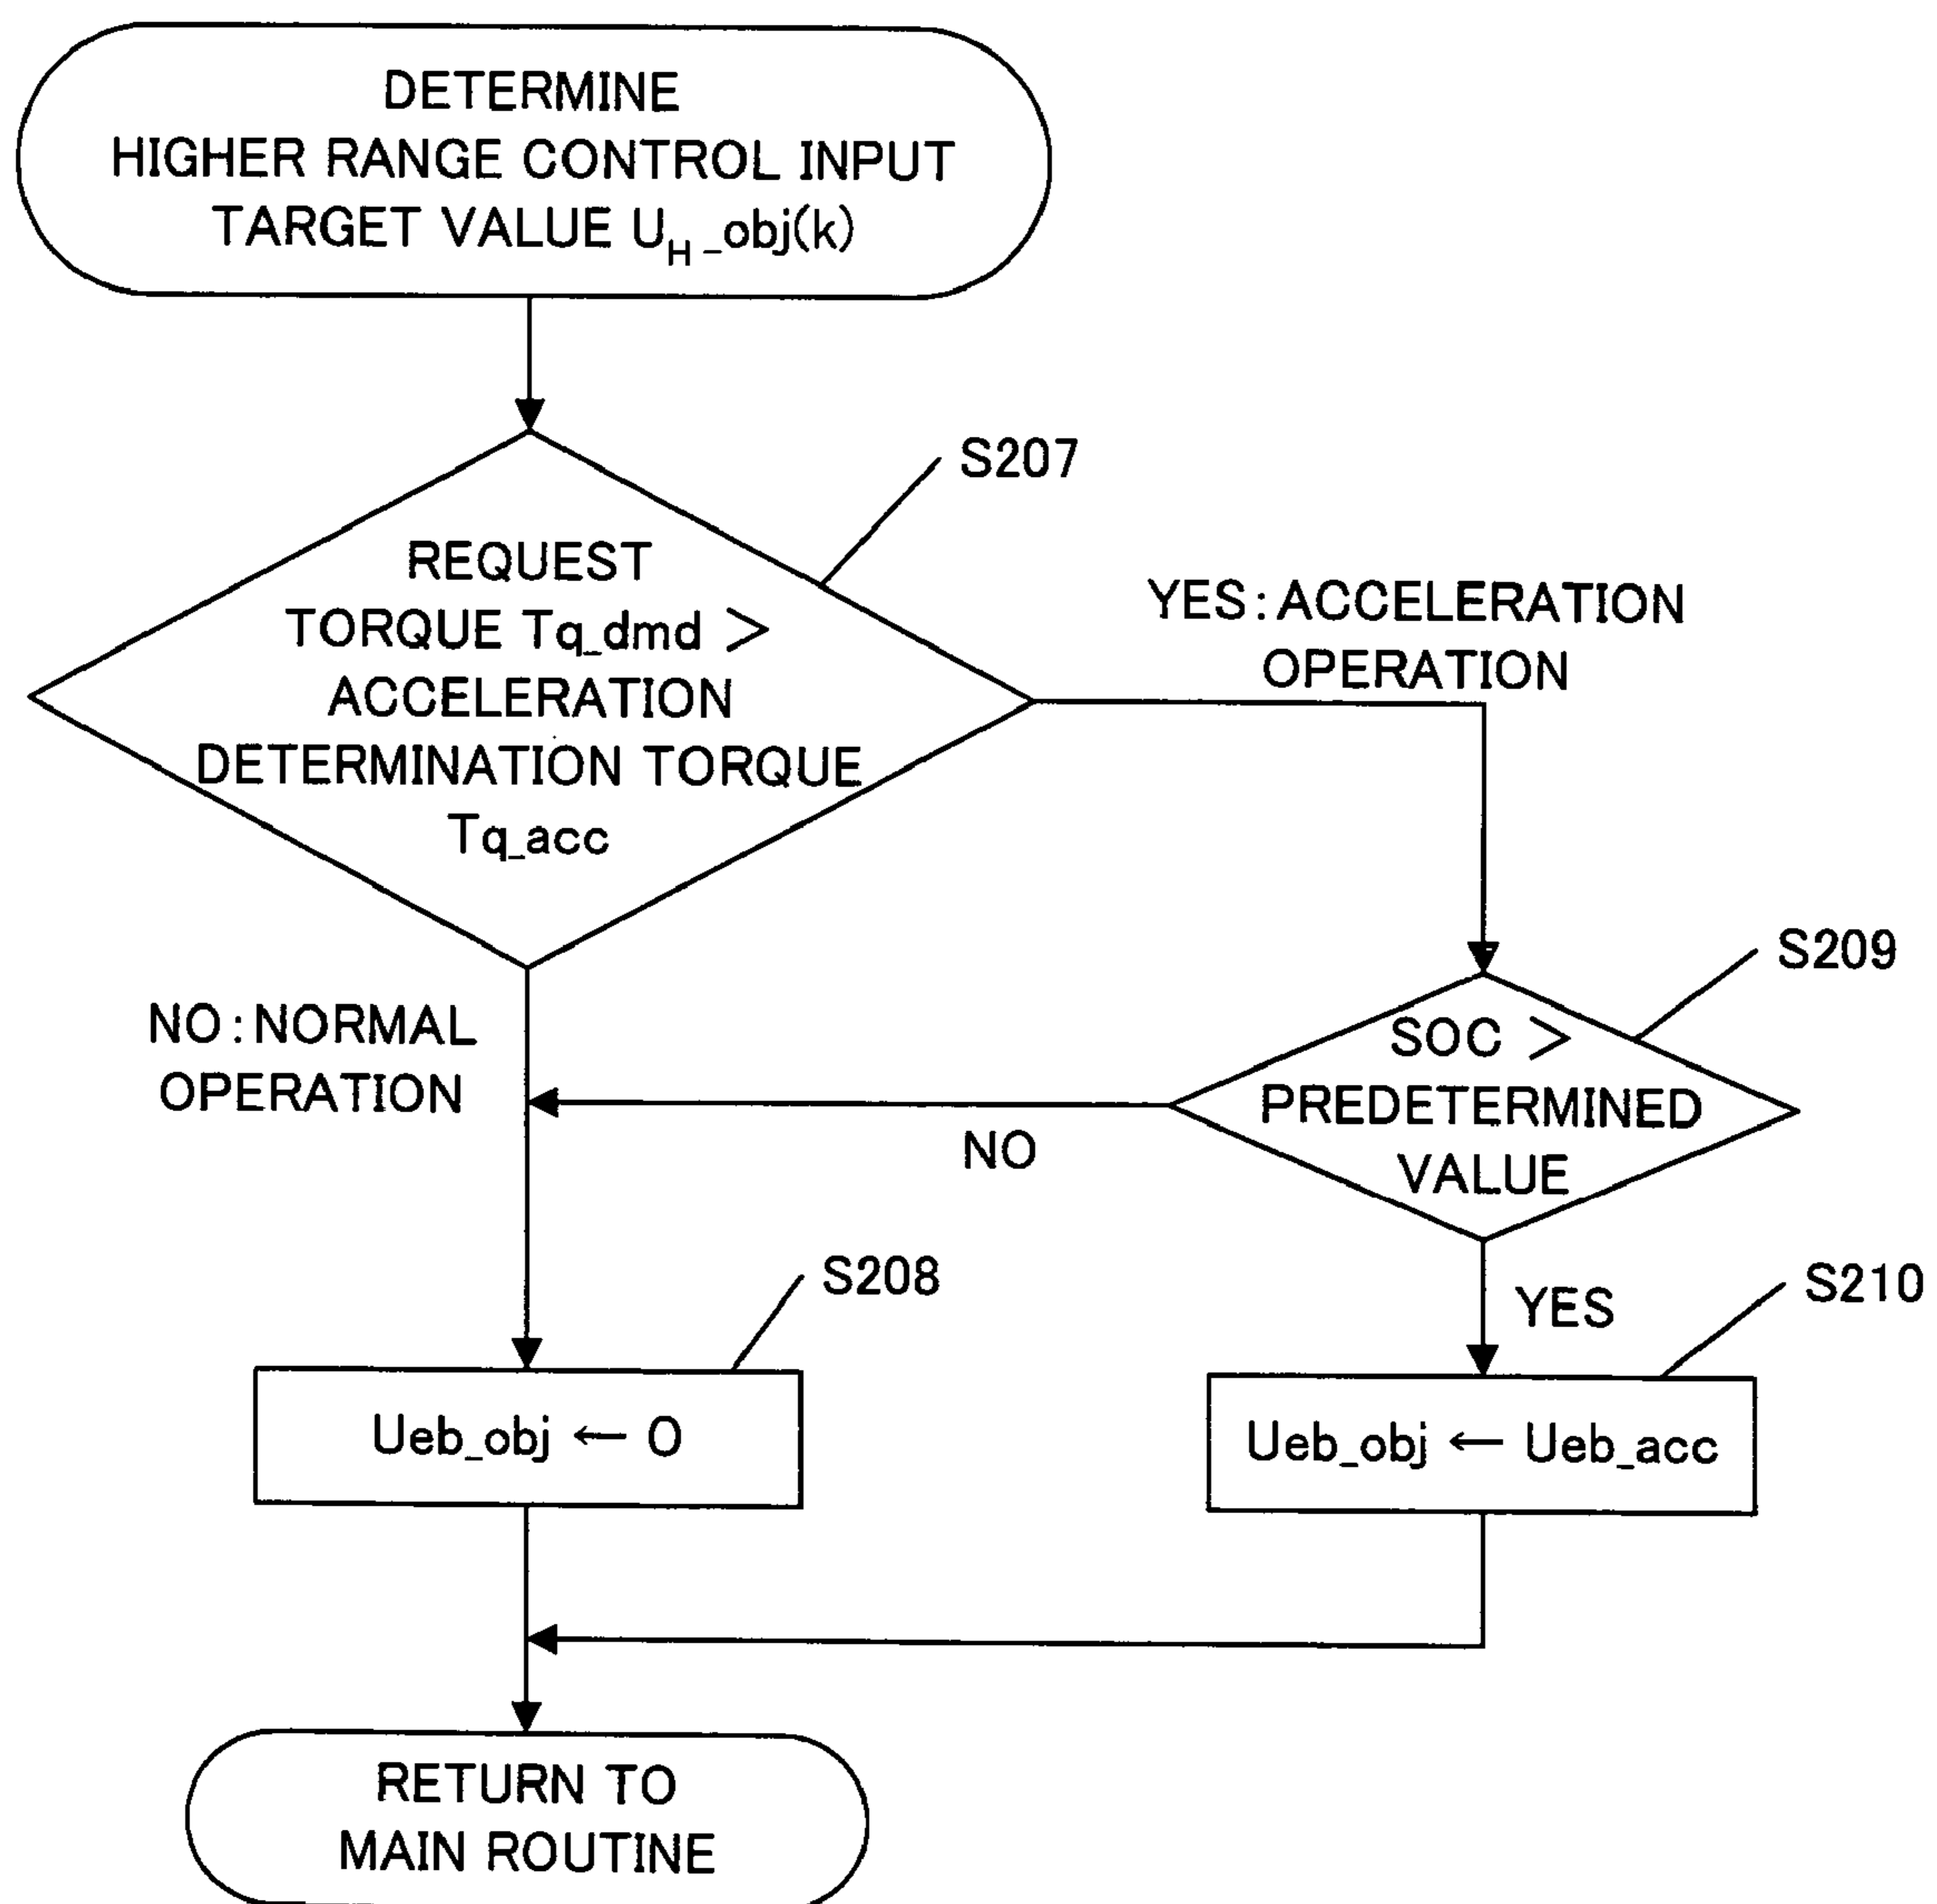 DETERMINE
HIGHER RANGE CONTROL INPUT
TARGET VALUE U_H_obj(k)
S207
REQUEST
TORQUE Tq_dmd >
ACCELERATION
DETERMINATION TORQUE
Tq_acc
YES : ACCELERATION
OPERATION
S209
SOC >
PREDETERMINED
VALUE
NO : NORMAL
OPERATION
NO
S208
YES
S210
Ueb_obj ← 0
Ueb_obj ← Ueb_acc
RETURN TO
MAIN ROUTINE